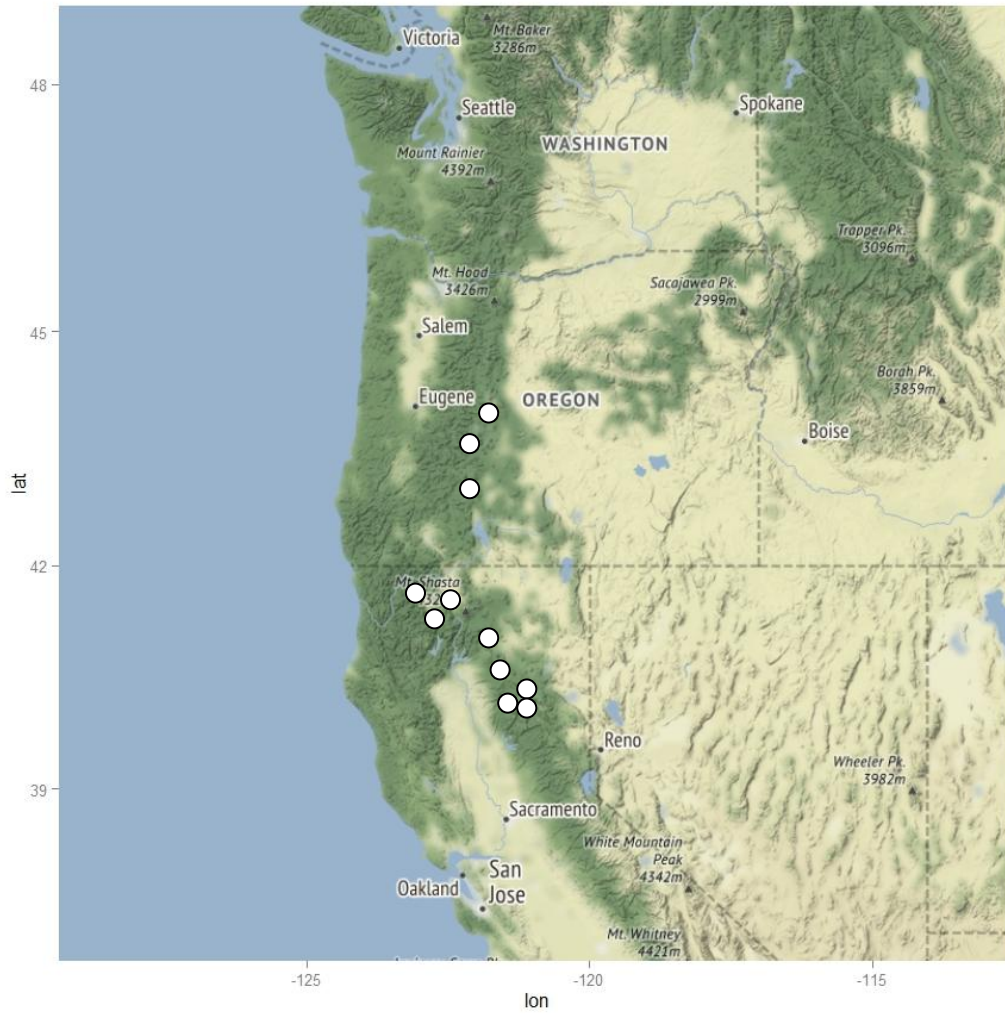 Victoria
Mt. Baker
3286m
48
Seattle
Spokane
WASHINGTON
Mount Rainier
4392m
Trapper Pk.
3096m
Mt. Hood
3426m
Sacajawea Pk.
2999m
45
Salem
Borah Pk.
3859m
Eugene
OREGON
Boise
lat
42
Mt. Shasta
Reno
Wheeler Pk.
3982m
39
Sacramento
White Mountain
Peak
4342m
San
Jose
Oakland
Mt. Whitney
4421m
-125
-120
-115
lon